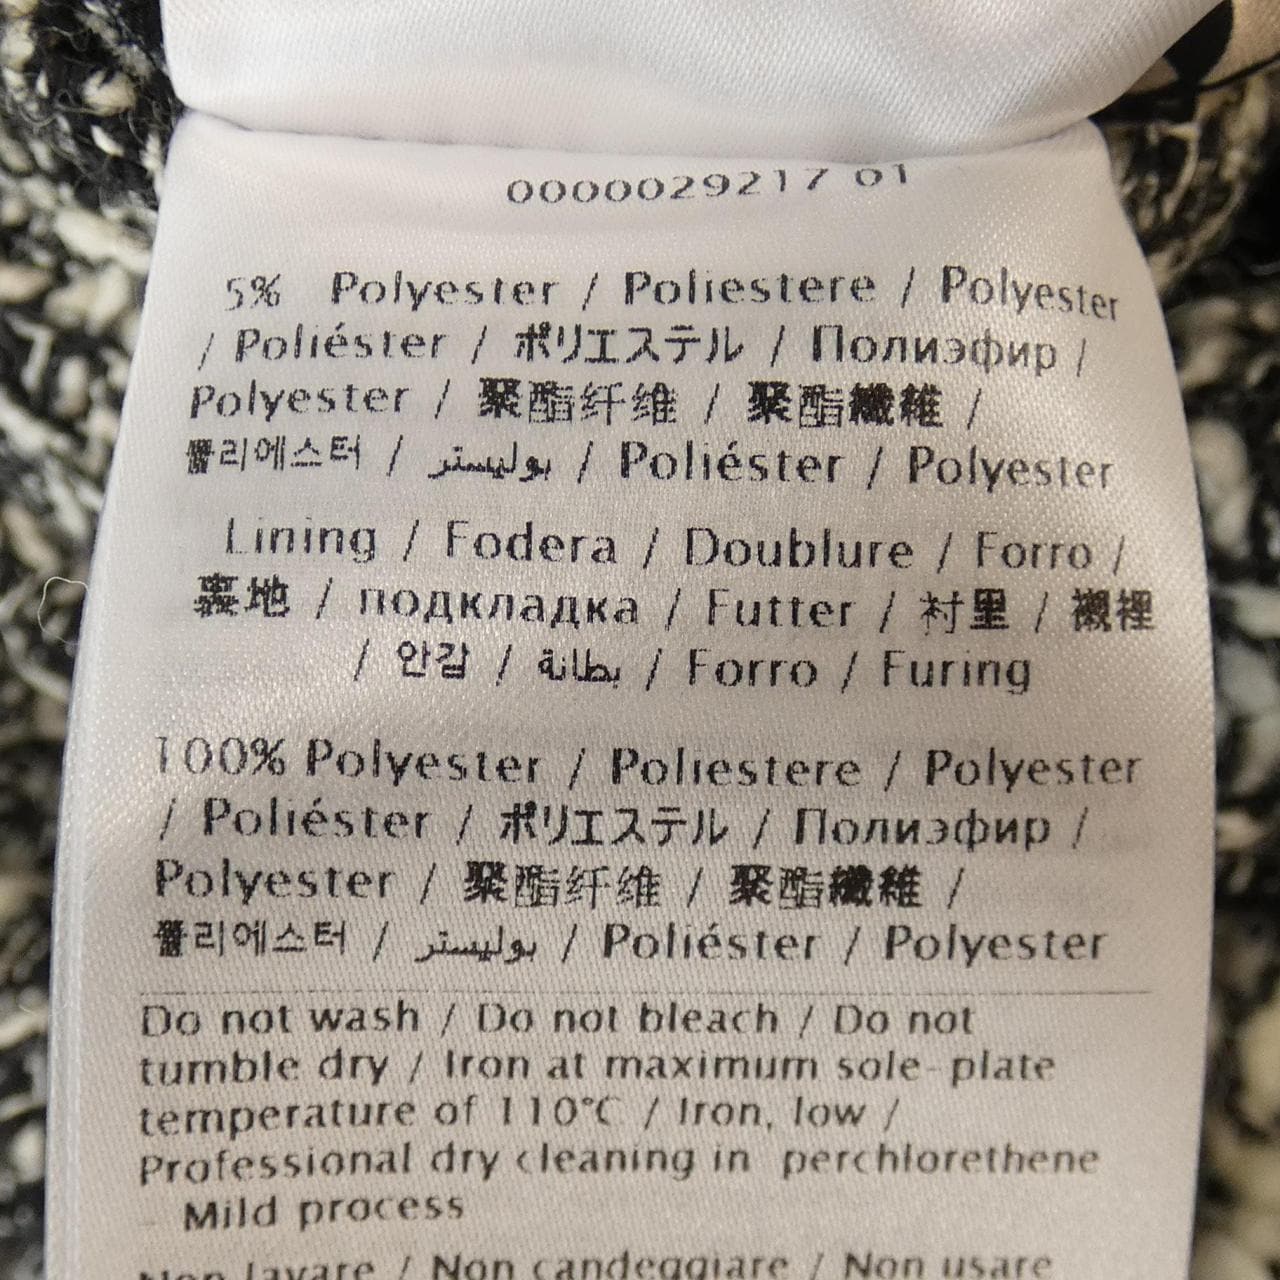 0000029217 01
5% Polyester / Poliestere / Polyester
/ Poliéster / ポリエステル / Полиэфир /
Polyester / 聚酯纤维 / 聚酯纖維 /
폴리에스터 / بوليستر / Poliéster / Polyester
Lining / Fodera / Doublure / Forro /
裏地 / подкладка / Futter / 衬里 / 襯裡
/ 안감 / بطانة / Forro / Furing
100% Polyester / Poliestere / Polyester
/ Poliéster / ポリエステル / Полиэфир /
Polyester / 聚酯纤维 / 聚酯纖維 /
폴리에스터 / بوليستر / Poliéster / Polyester
Do not wash / Do not bleach / Do not
tumble dry / Iron at maximum sole-plate
temperature of 110°C / Iron, low /
Professional dry cleaning in perchlorethene
- Mild process
Non lavare / Non candeggiare / Non usare